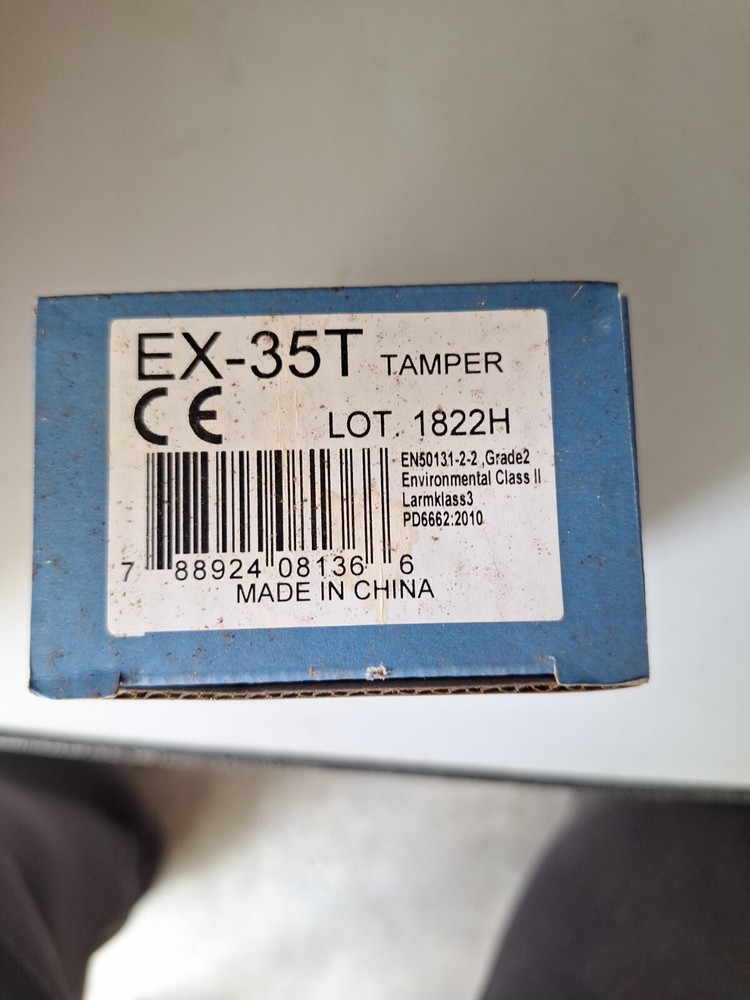 EX-35T TAMPER
CE LOT. 1822H
EN50131-2-2 ,Grade2
Environmental Class II
Larmklass3
PD6662:2010
7 88924 08136 6
MADE IN CHINA